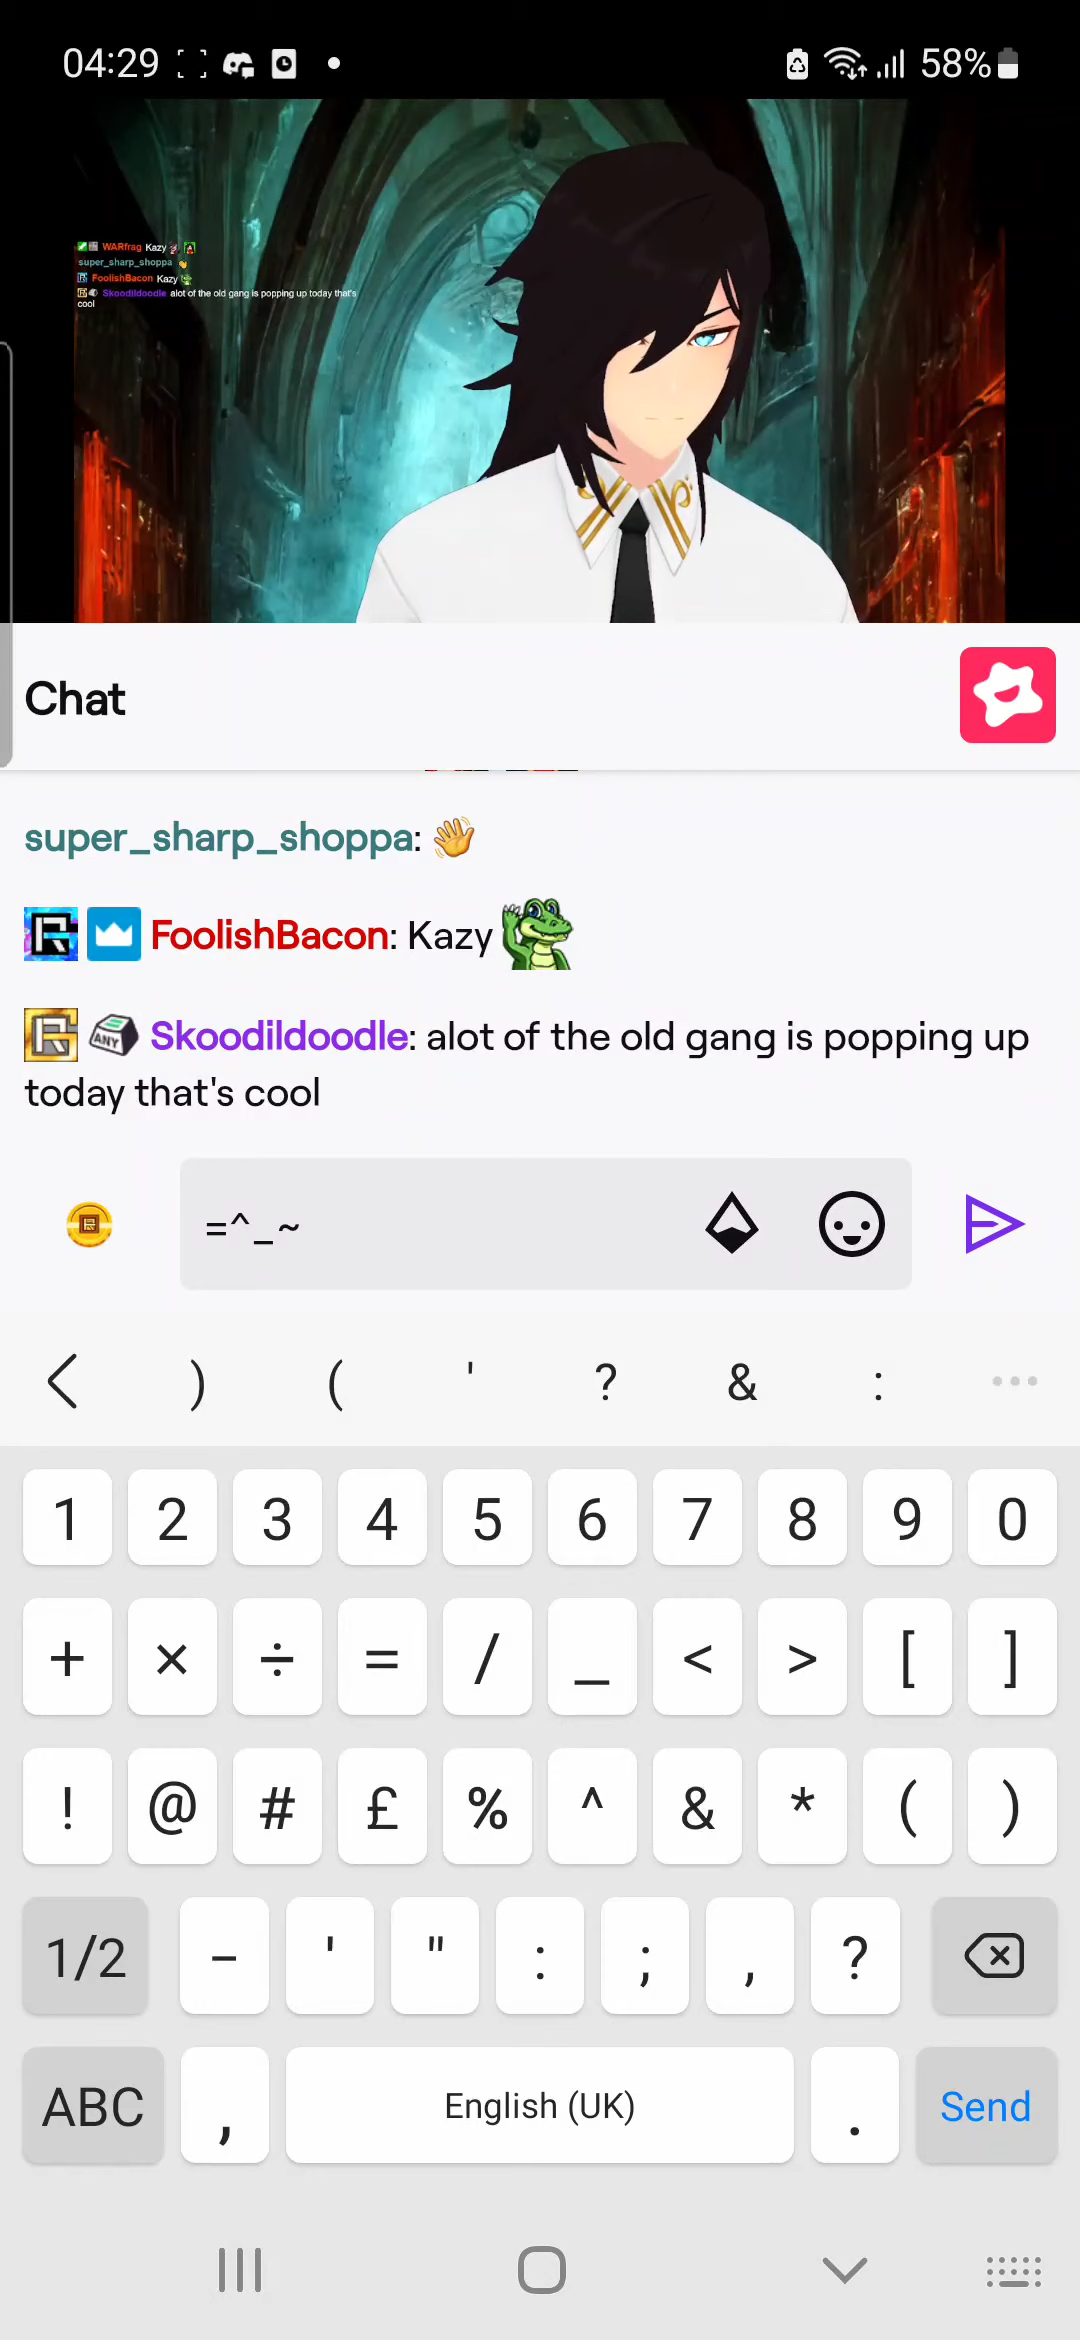 04:29
58%
WARfrag Kazy
super_sharp_shoppa
FoolishBacon Kazy
Skoodildoodle alot of the old gang is popping up today that's
cool
Chat
super_sharp_shoppa: 👋
FoolishBacon: Kazy
ANY Skoodildoodle: alot of the old gang is popping up
today that's cool
=^_~
) ( ' ? & :
1 2 3 4 5 6 7 8 9 0
+ × ÷ = / _ < > [ ]
! @ # £ % ^ & * ( )
1/2 - ' " : ; , ?
ABC , English (UK) . Send